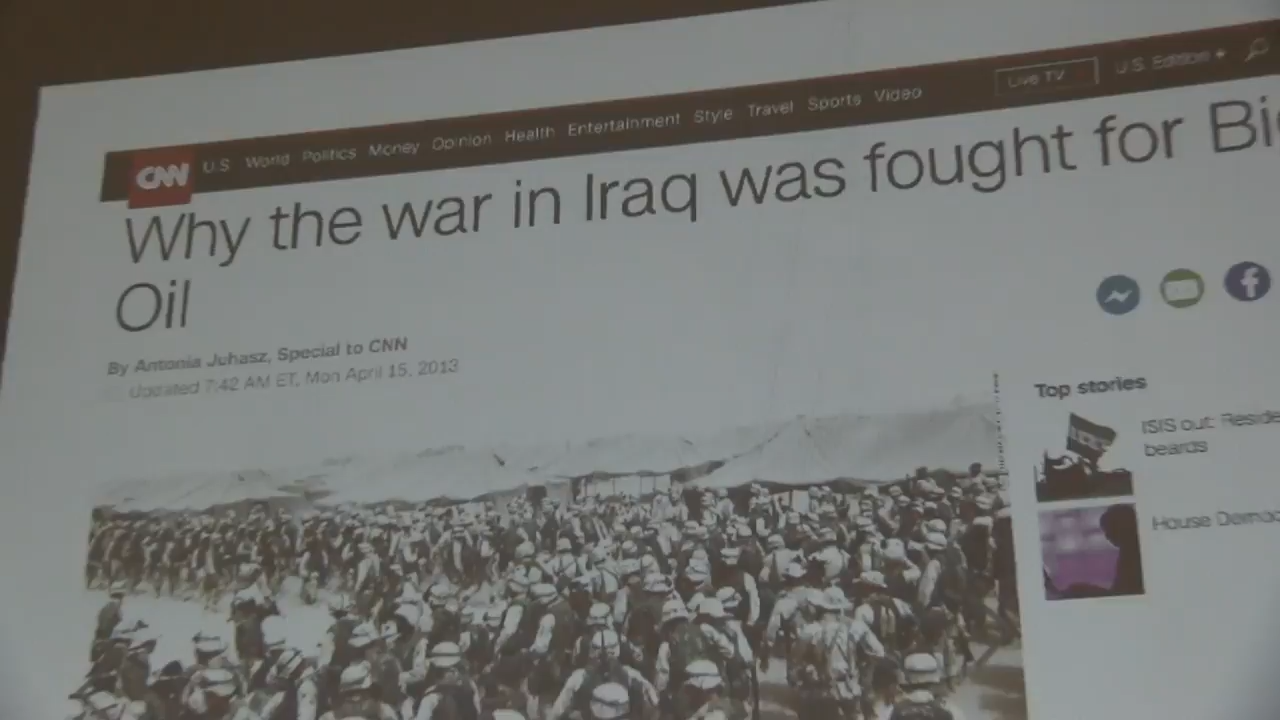 Live TV
U.S. Edition +
CNN
U.S. World Politics Money Opinion Health Entertainment Style Travel Sports Video
Why the war in Iraq was fought for Bi
Oil
By Antonia Juhasz, Special to CNN
Updated 7:42 AM ET, Mon April 15, 2013
Top stories
ISIS out: Reside
beards
House Democ